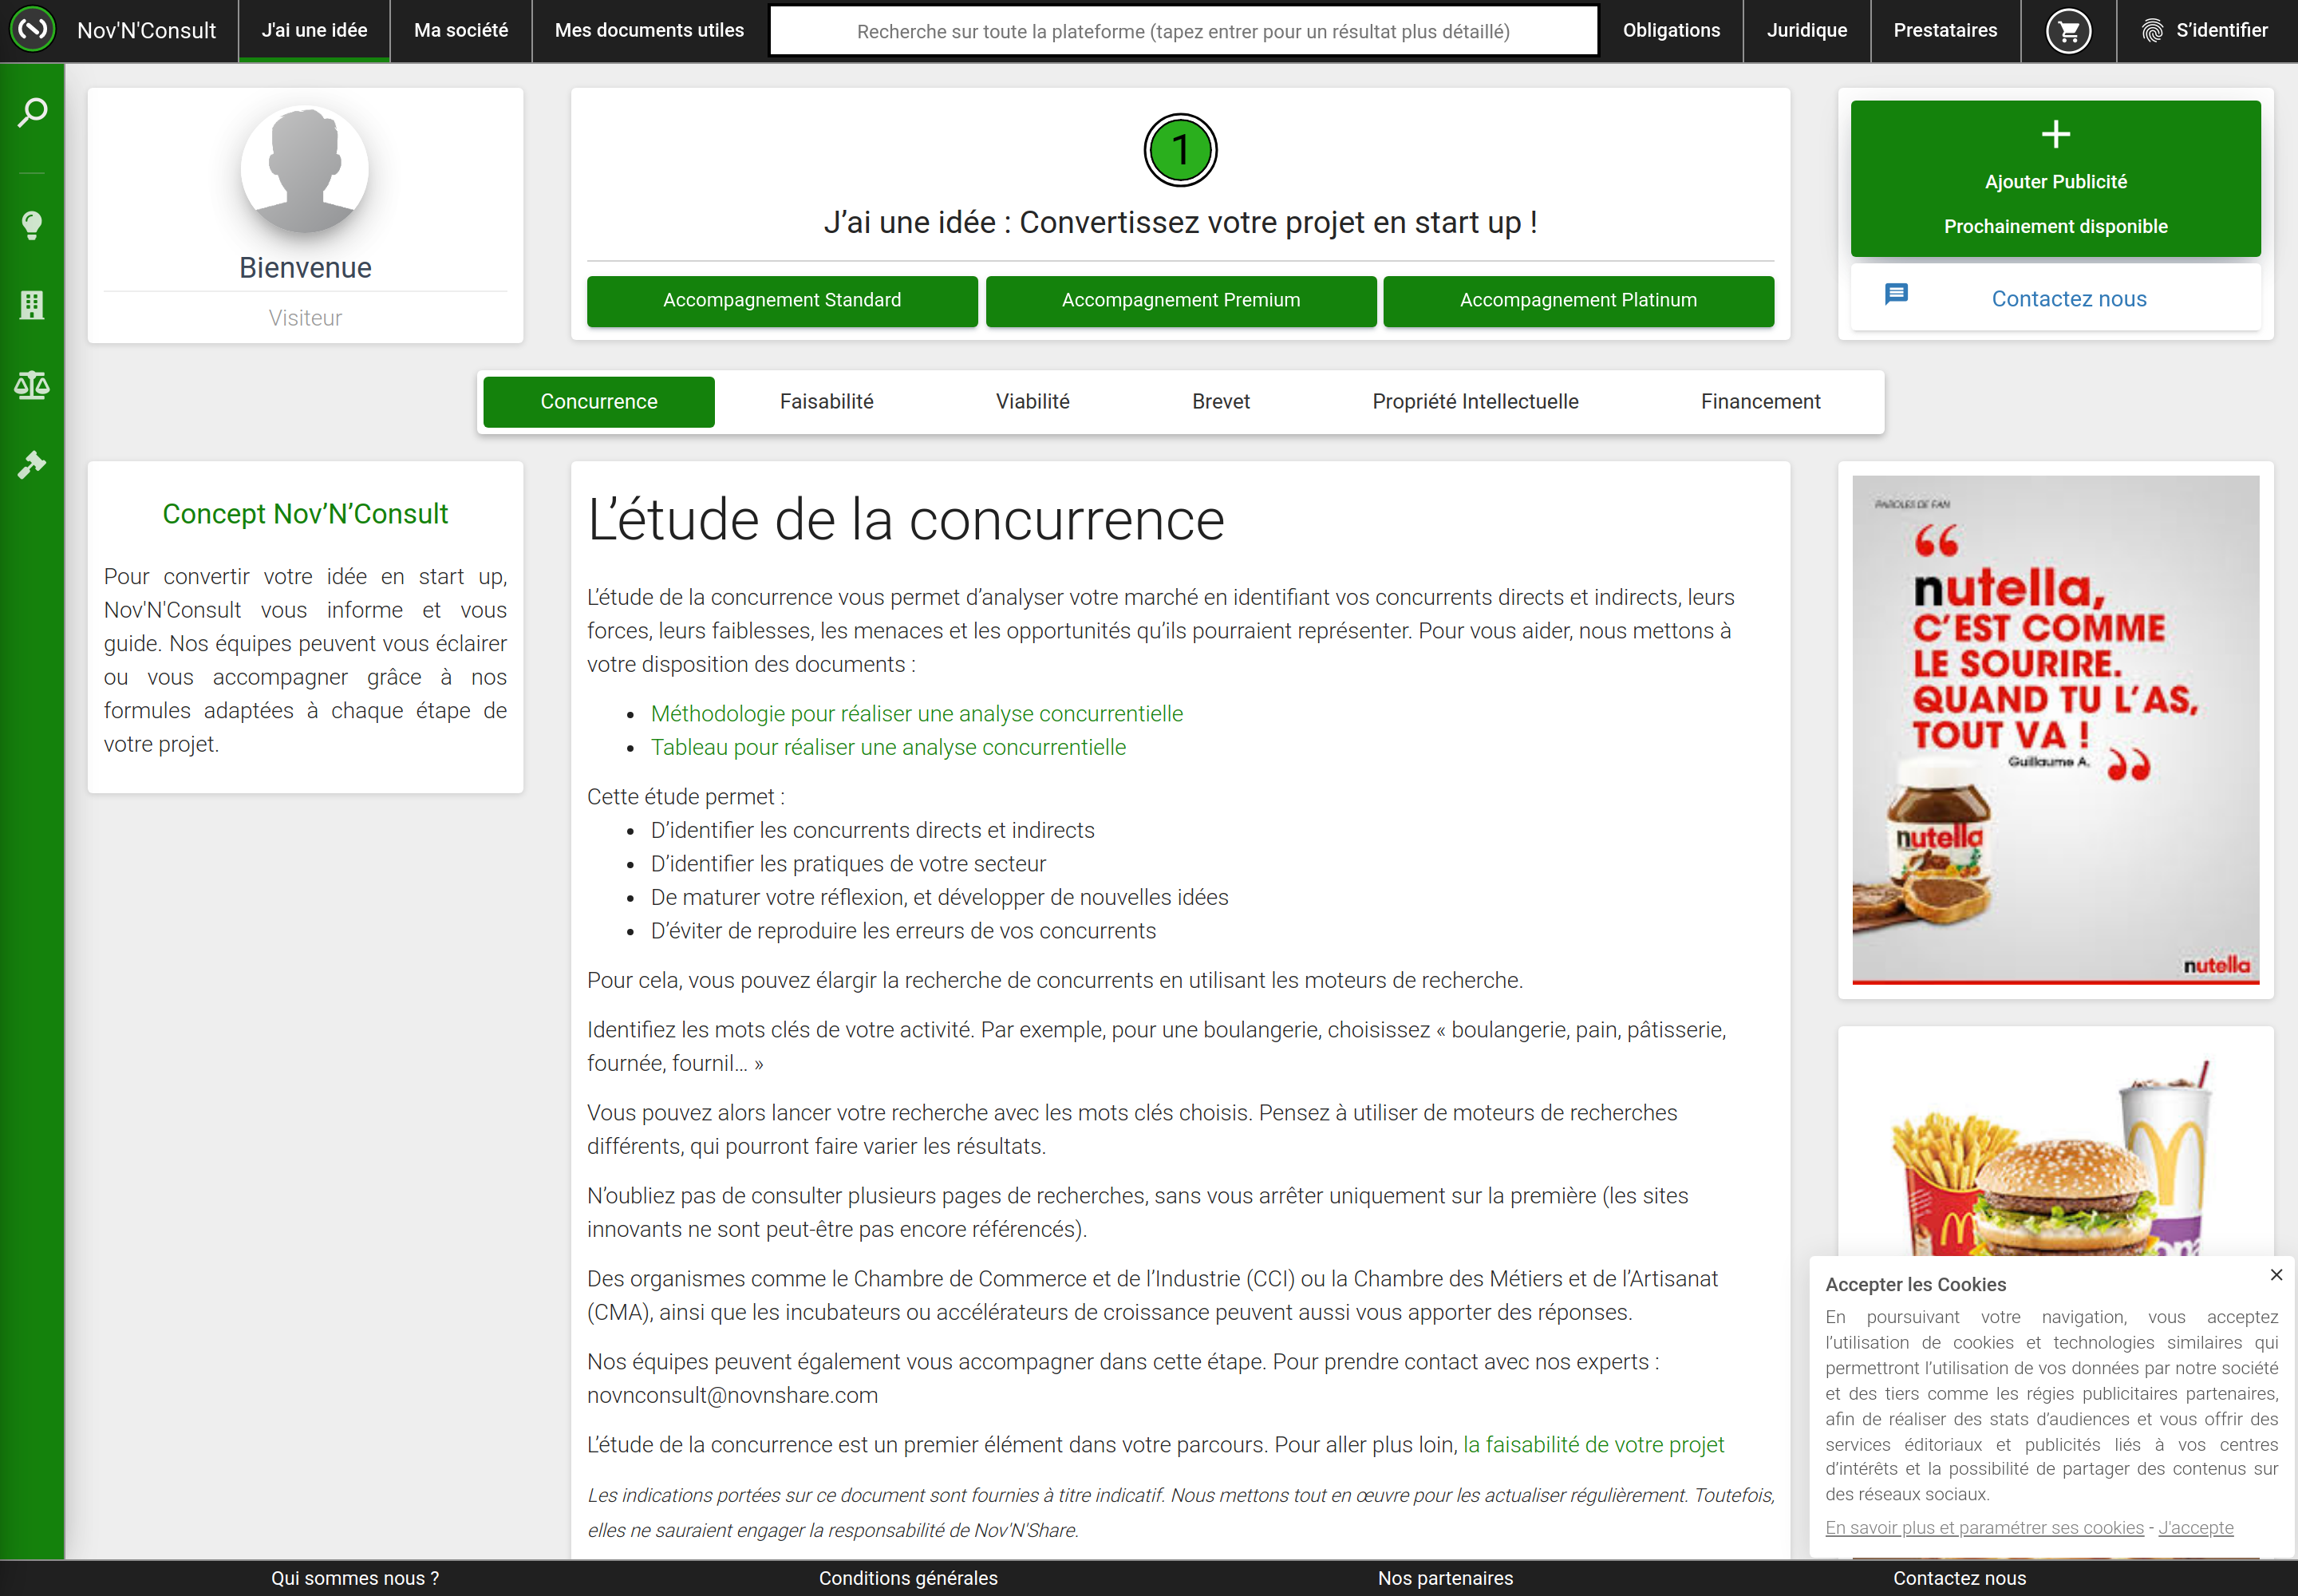 Nov'N'Consult
J'ai une idée
Ma société
Mes documents utiles
Recherche sur toute la plateforme (tapez entrer pour un résultat plus détaillé)
Obligations
Juridique
Prestataires
S’identifier
Bienvenue
Visiteur
1
J’ai une idée : Convertissez votre projet en start up !
Accompagnement Standard
Accompagnement Premium
Accompagnement Platinum
Ajouter Publicité
Prochainement disponible
Contactez nous
Concurrence
Faisabilité
Viabilité
Brevet
Propriété Intellectuelle
Financement
Concept Nov’N’Consult
Pour convertir votre idée en start up,
Nov'N'Consult vous informe et vous
guide. Nos équipes peuvent vous éclairer
ou vous accompagner grâce à nos
formules adaptées à chaque étape de
votre projet.
L’étude de la concurrence
L’étude de la concurrence vous permet d’analyser votre marché en identifiant vos concurrents directs et indirects, leurs
forces, leurs faiblesses, les menaces et les opportunités qu’ils pourraient représenter. Pour vous aider, nous mettons à
votre disposition des documents :
• Méthodologie pour réaliser une analyse concurrentielle
• Tableau pour réaliser une analyse concurrentielle
Cette étude permet :
• D’identifier les concurrents directs et indirects
• D’identifier les pratiques de votre secteur
• De maturer votre réflexion, et développer de nouvelles idées
• D’éviter de reproduire les erreurs de vos concurrents
Pour cela, vous pouvez élargir la recherche de concurrents en utilisant les moteurs de recherche.
Identifiez les mots clés de votre activité. Par exemple, pour une boulangerie, choisissez « boulangerie, pain, pâtisserie,
fournée, fournil… »
Vous pouvez alors lancer votre recherche avec les mots clés choisis. Pensez à utiliser de moteurs de recherches
différents, qui pourront faire varier les résultats.
N’oubliez pas de consulter plusieurs pages de recherches, sans vous arrêter uniquement sur la première (les sites
innovants ne sont peut-être pas encore référencés).
Des organismes comme le Chambre de Commerce et de l’Industrie (CCI) ou la Chambre des Métiers et de l’Artisanat
(CMA), ainsi que les incubateurs ou accélérateurs de croissance peuvent aussi vous apporter des réponses.
Nos équipes peuvent également vous accompagner dans cette étape. Pour prendre contact avec nos experts :
novnconsult@novnshare.com
L’étude de la concurrence est un premier élément dans votre parcours. Pour aller plus loin, la faisabilité de votre projet
Les indications portées sur ce document sont fournies à titre indicatif. Nous mettons tout en œuvre pour les actualiser régulièrement. Toutefois,
elles ne sauraient engager la responsabilité de Nov'N'Share.
PAROLES DE FAN
“
nutella,
C’EST COMME
LE SOURIRE.
QUAND TU L’AS,
TOUT VA !
Guillaume A. ”
nutella
nutella
Accepter les Cookies
En poursuivant votre navigation, vous acceptez
l’utilisation de cookies et technologies similaires qui
permettront l’utilisation de vos données par notre société
et des tiers comme les régies publicitaires partenaires,
afin de réaliser des stats d’audiences et vous offrir des
services éditoriaux et publicités liés à vos centres
d’intérêts et la possibilité de partager des contenus sur
des réseaux sociaux.
En savoir plus et paramétrer ses cookies - J'accepte
Qui sommes nous ?
Conditions générales
Nos partenaires
Contactez nous